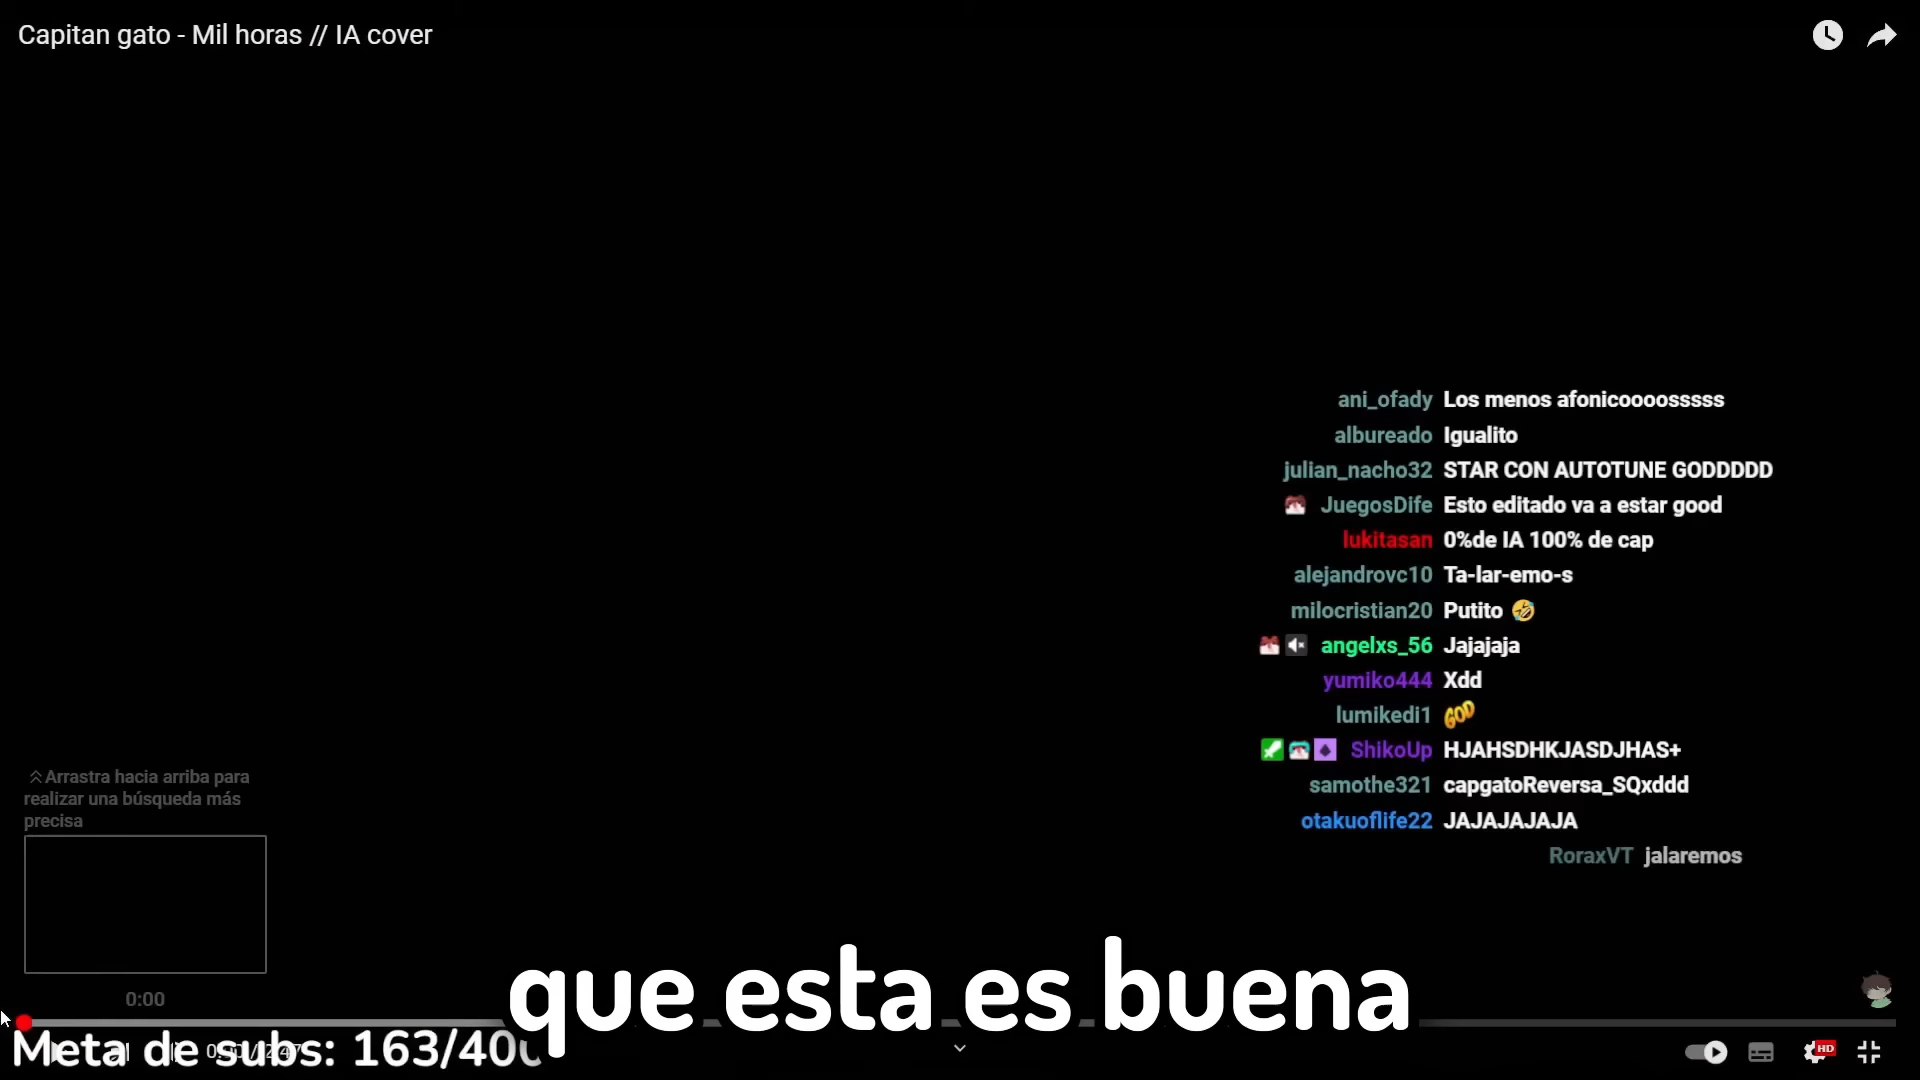 Capitan gato - Mil horas // IA cover
ani_ofady Los menos afonicoooosssss
albureado Igualito
julian_nacho32 STAR CON AUTOTUNE GODDDDD
JuegosDife Esto editado va a estar good
lukitasan 0%de IA 100% de cap
alejandrovc10 Ta-lar-emo-s
milocristian20 Putito 🤣
angelxs_56 Jajajaja
yumiko444 Xdd
lumikedi1 GOD
ShikoUp HJAHSDHKJASDJHAS+
samothe321 capgatoReversa_SQxddd
otakuoflife22 JAJAJAJAJA
RoraxVT jalaremos
Arrastra hacia arriba para
realizar una búsqueda más
precisa
0:00
que esta es buena
Meta de subs: 163/400
HD